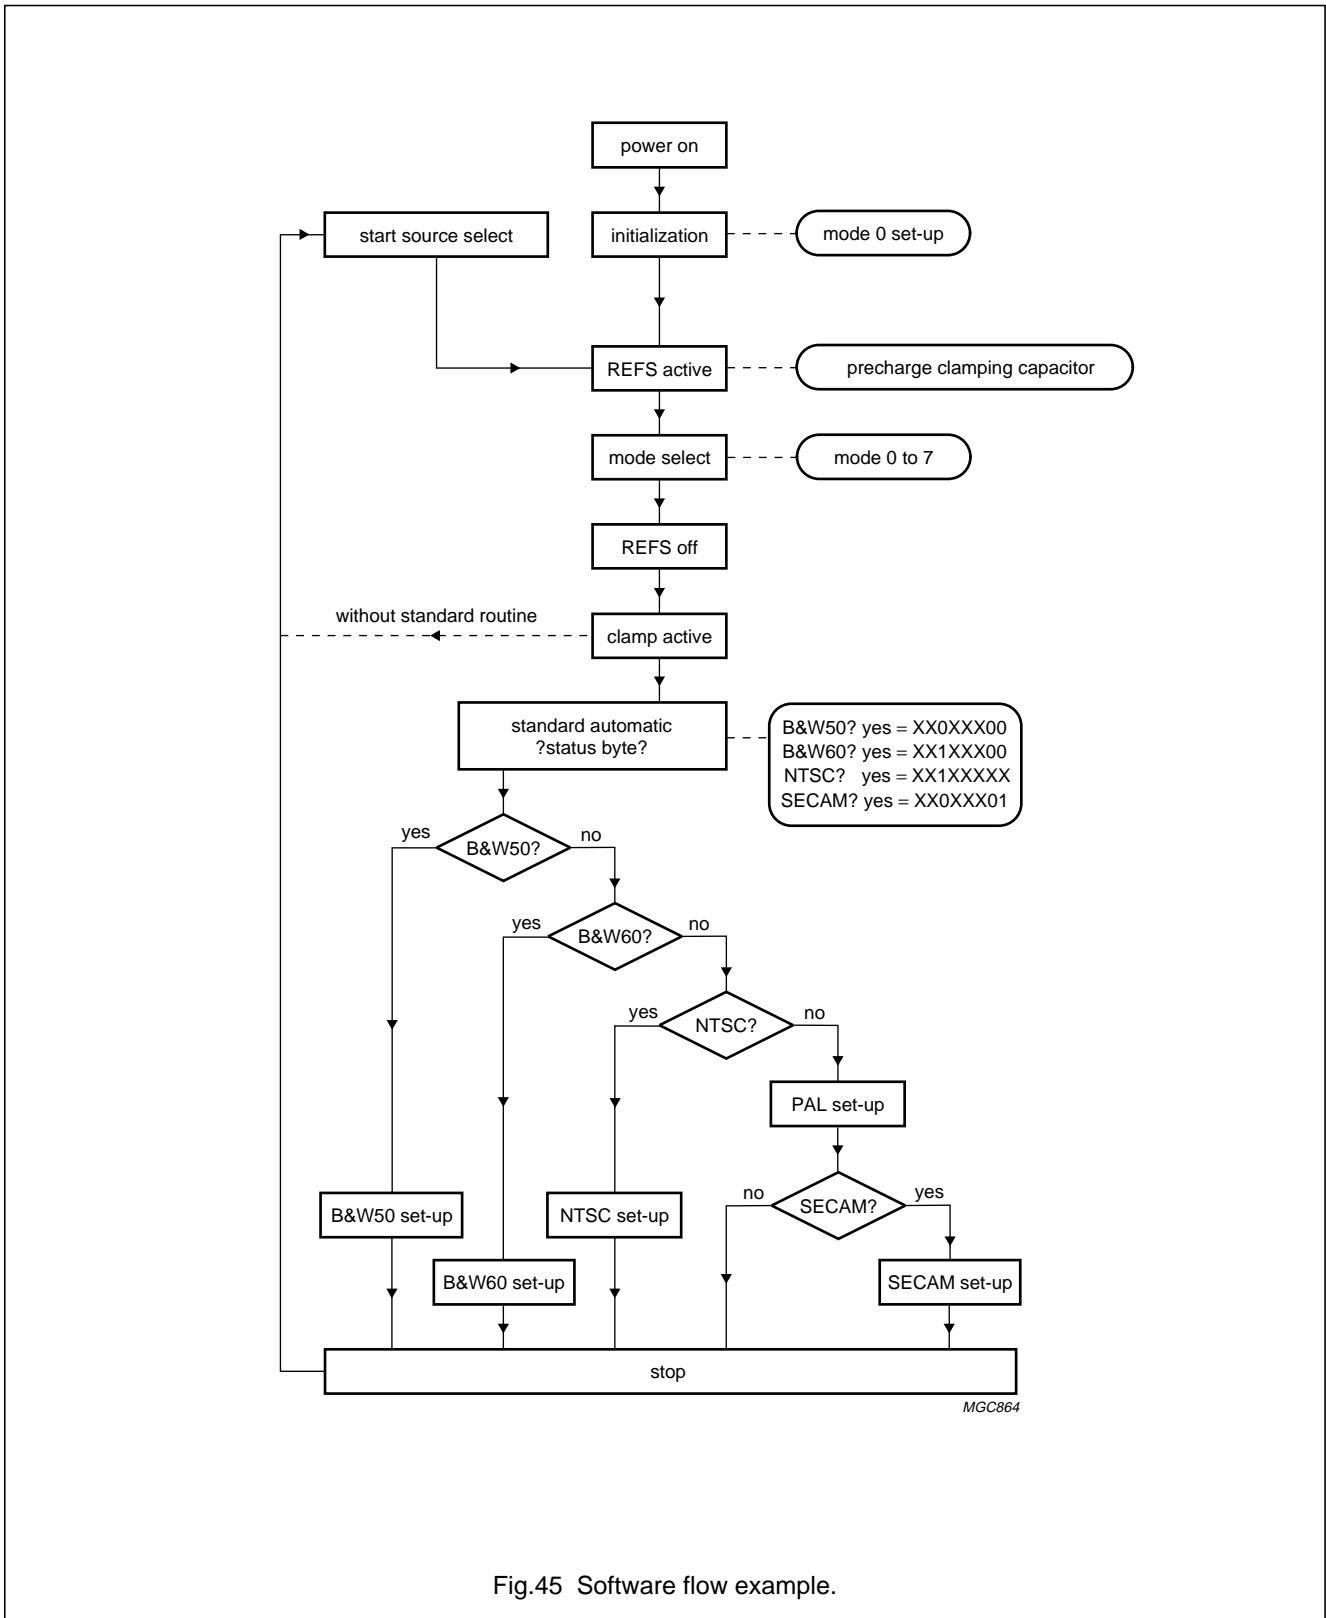 power on
start source select
initialization
mode 0 set-up
REFS active
precharge clamping capacitor
mode select
mode 0 to 7
REFS off
without standard routine
clamp active
standard automatic
?status byte?
B&W50? yes = XX0XXX00
B&W60? yes = XX1XXX00
NTSC? yes = XX1XXXXX
SECAM? yes = XX0XXX01
yes
B&W50?
no
yes
B&W60?
no
yes
NTSC?
no
PAL set-up
no
SECAM?
yes
B&W50 set-up
NTSC set-up
B&W60 set-up
SECAM set-up
stop
MGC864
Fig.45 Software flow example.